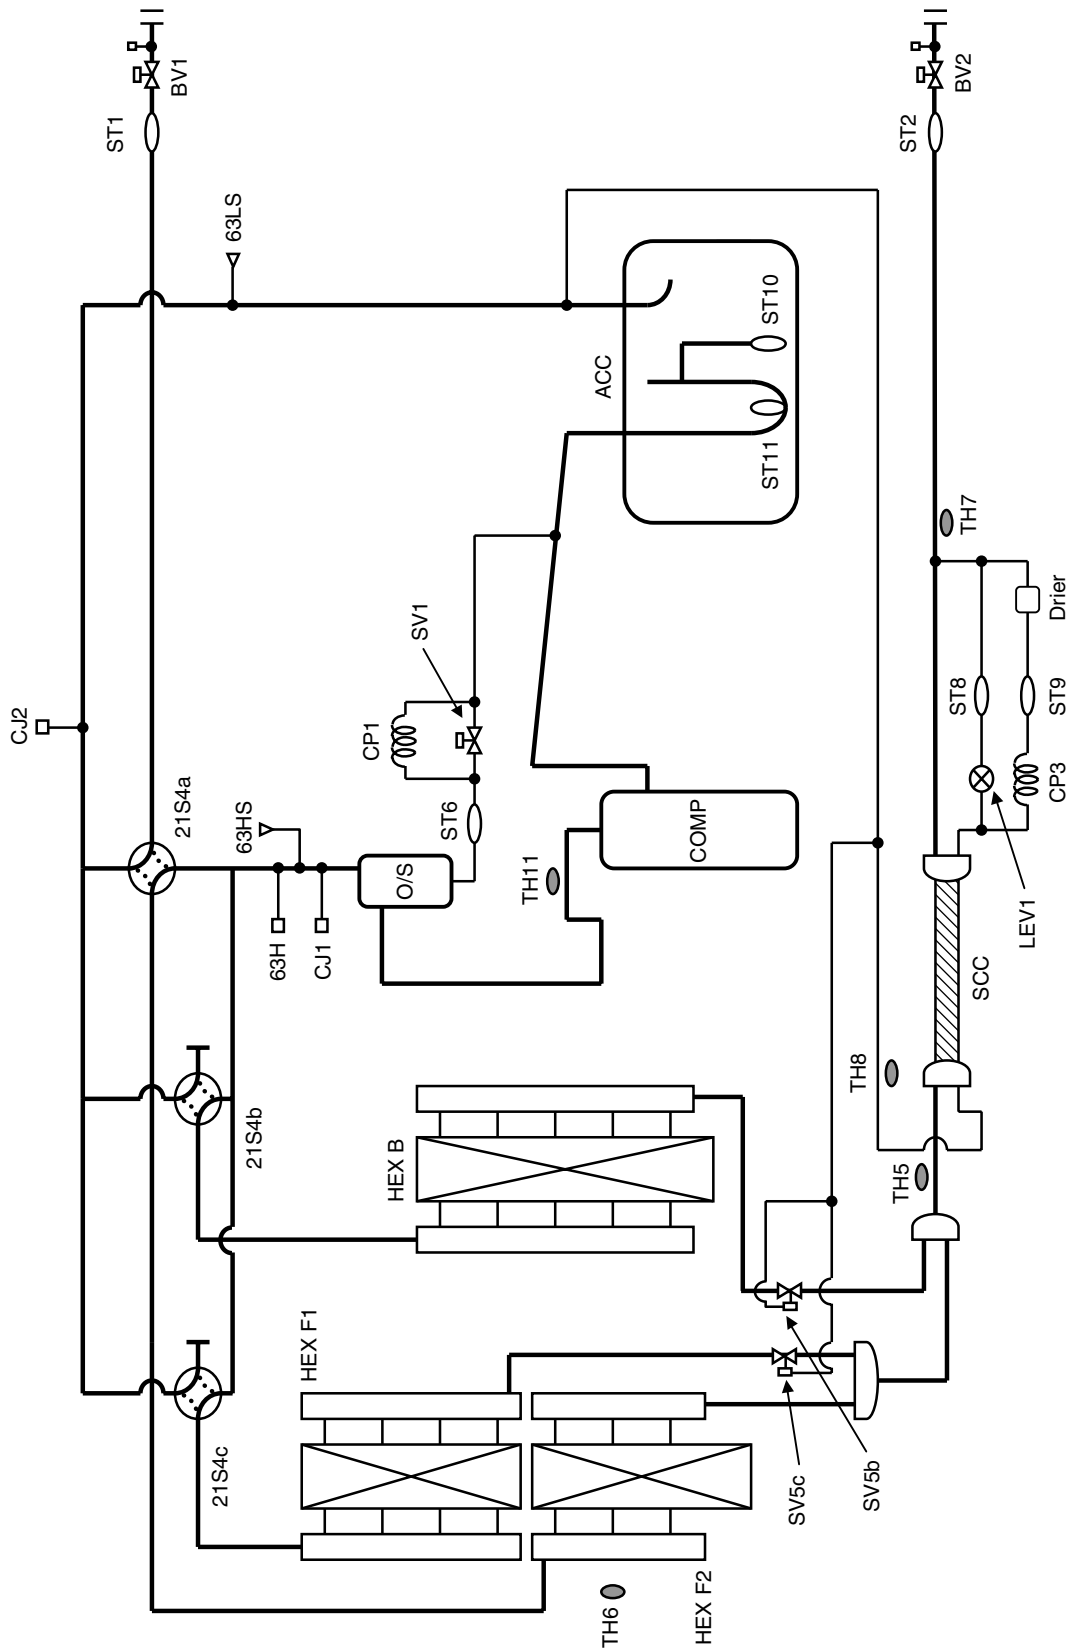 BV1
ST1
BV2
ST2
63LS
ACC
ST10
ST11
TH7
CJ2
SV1
CP1
ST6
ST8
ST9
Drier
CP3
LEV1
21S4a
63HS
63H
CJ1
O/S
TH11
COMP
SCC
TH8
TH5
21S4b
HEX B
HEX F1
21S4c
SV5c
SV5b
TH6
HEX F2